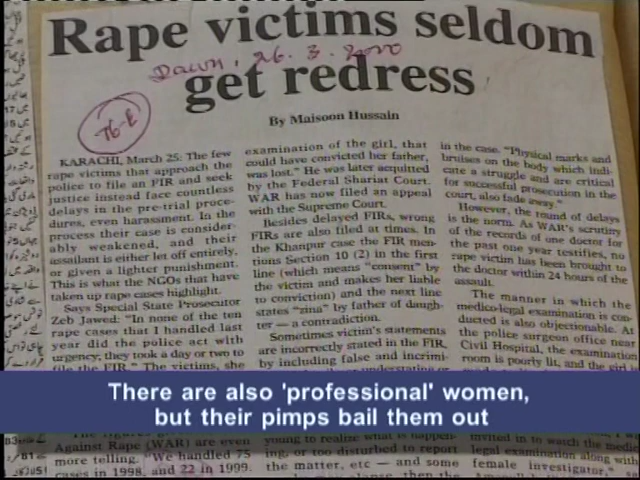 Rape victims seldom
get redress
Dawn, 26.3.2000
T6-E
By Maisoon Hussain
KARACHI, March 25: The few
rape victims that approach the
police to file an FIR and seek
justice instead face countless
delays in the pre-trial proce-
dures, even harassment. In the
process their case is consider-
ably weakened, and their
assailant is either let off entirely,
or given a lighter punishment.
This is what the NGOs that have
taken up rape cases highlight.
Says Special State Prosecutor
Zeb Jawed: "In none of the ten
rape cases that I handled last
year did the police act with
urgency; they took a day or two to
file the FIR." The victims, she
examination of the girl, that
could have convicted her father,
was lost." He was later acquitted
by the Federal Shariat Court.
WAR has now filed an appeal
with the Supreme Court.
Besides delayed FIRs, wrong
FIRs are also filed at times. In
the Khanpur case the FIR men-
tions Section 10 (2) in the first
line (which means "consent" by
the victim and makes her liable
to conviction) and the next line
states "zina" by father of daugh-
ter — a contradiction.
Sometimes victim's statements
are incorrectly stated in the FIR,
by including false and incrimi-
in the case. "Physical marks and
bruises on the body which indi-
cate a struggle and are critical
for successful prosecution in the
court, also fade away."
However, the round of delays
is the norm. As WAR's scrutiny
of the records of one doctor for
the past one year testifies, no
rape victim has been brought to
the doctor within 24 hours of the
assault.
The manner in which the
medico-legal examination is con-
ducted is also objectionable. At
the police surgeon office near
Civil Hospital, the examination
room is poorly lit, and the girl is
There are also 'professional' women,
but their pimps bail them out
Against Rape (WAR) are even
more telling. "We handled 75
cases in 1998, and 22 in 1999.
young to realize what is happen-
ing, or too disturbed to report
the matter, etc — and some
invited in to watch the medico-
legal examination along with
female investigator,"